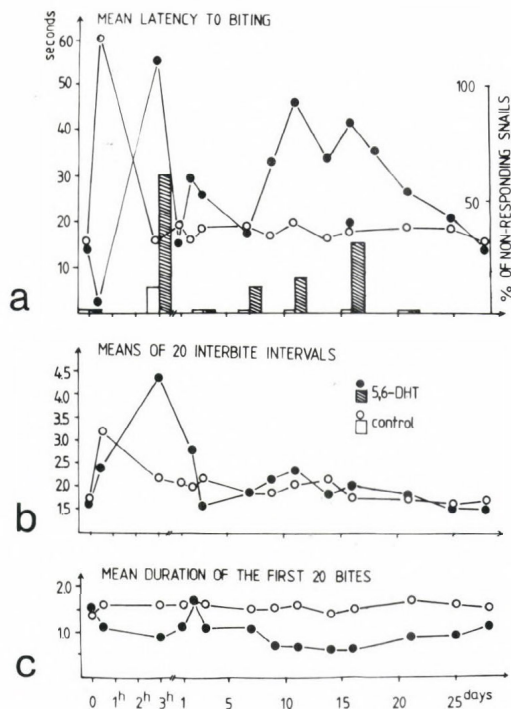 MEAN LATENCY TO BITING
seconds
60
50
40
30
20
10
100
50
% OF NON-RESPONDING SNAILS
a
MEANS OF 20 INTERBITE INTERVALS
4.5
4.0
3.5
3.0
2.5
2.0
1.5
5,6-DHT
control
b
MEAN DURATION OF THE FIRST 20 BITES
2.0
1.0
c
0 1h 2h 3h 1 5 10 15 20 25 days